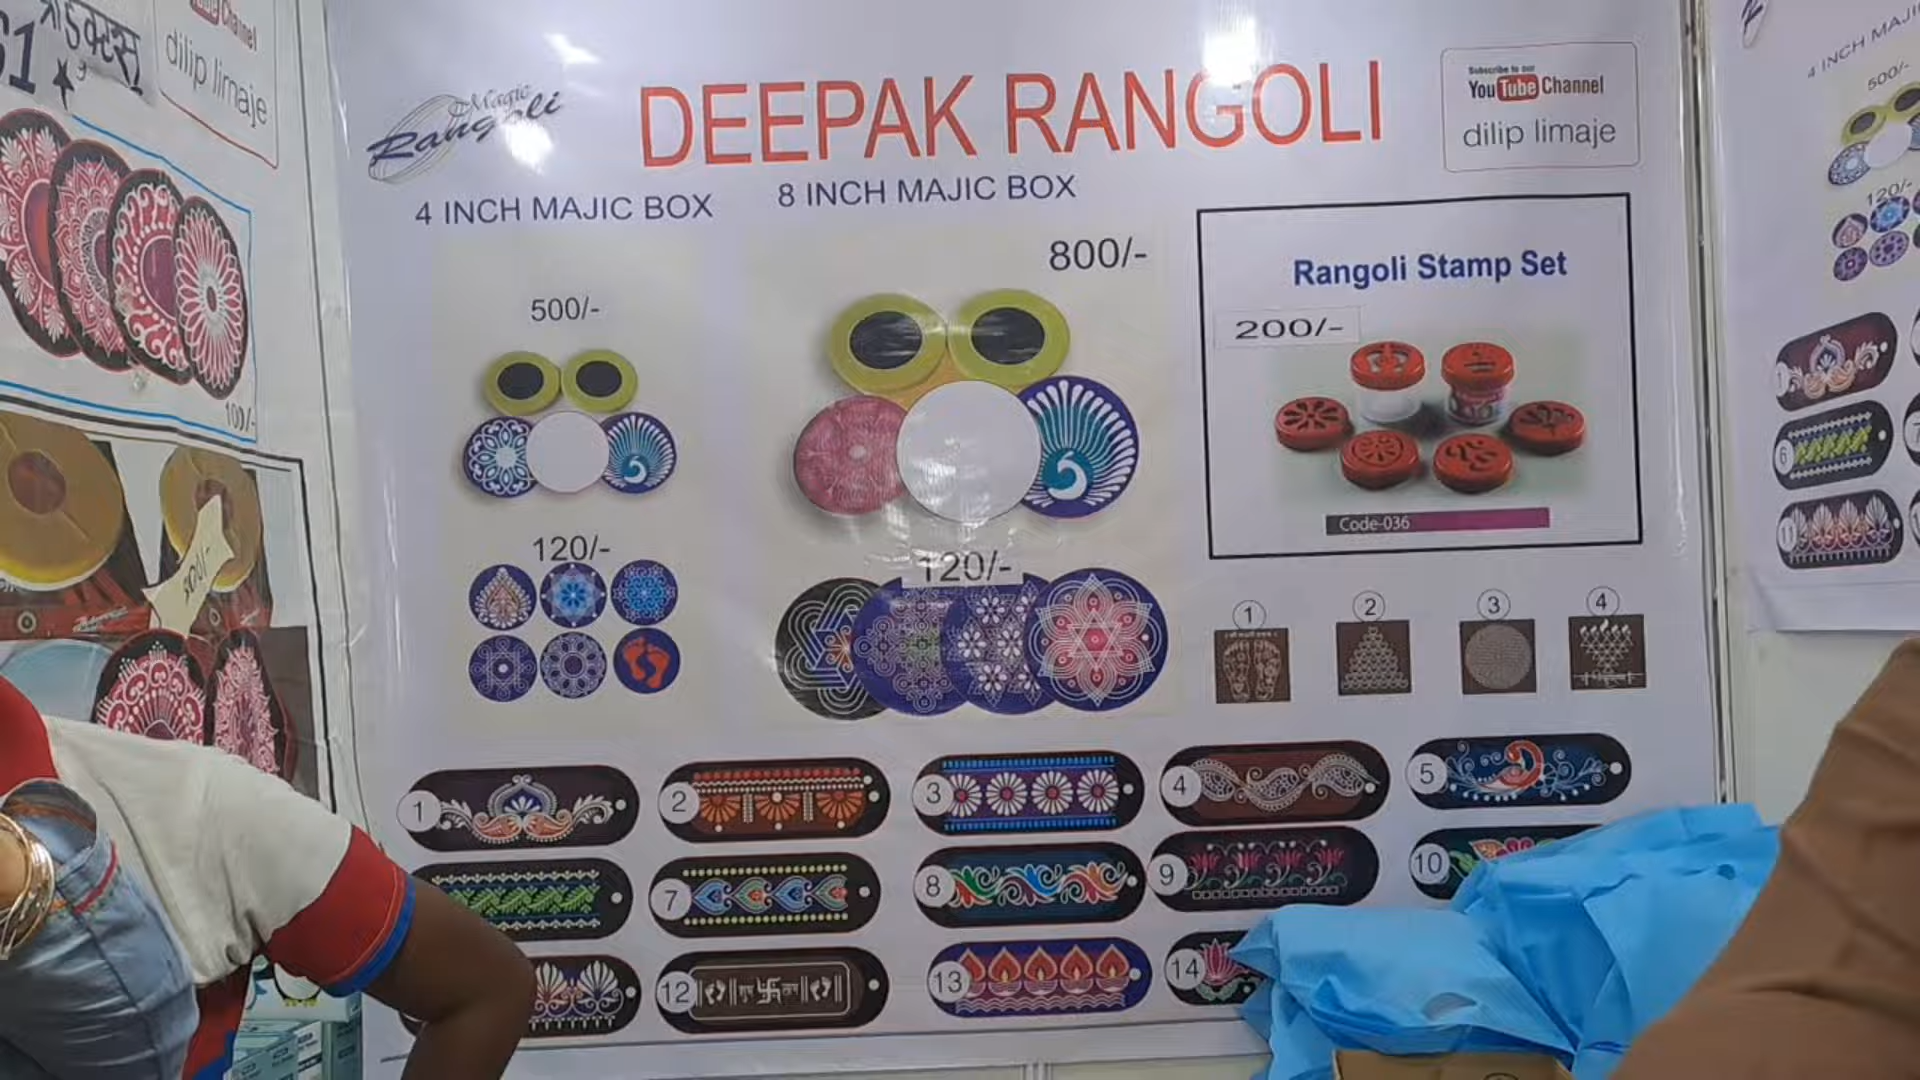 Channel
dilip limaje
100/-
Magic
Rangoli
DEEPAK RANGOLI
Subscribe to our
YouTube Channel
dilip limaje
4 INCH MAJIC BOX
8 INCH MAJIC BOX
500/-
800/-
120/-
120/-
Rangoli Stamp Set
200/-
Code-036
1
2
3
4
1
2
3
4
5
7
8
9
10
12
13
14
4 INCH
500/-
120/-
1
6
11